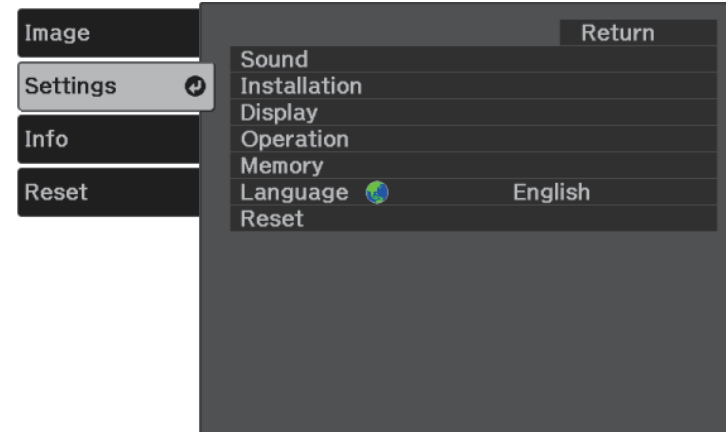 Image
Settings
Info
Reset
Return
Sound
Installation
Display
Operation
Memory
Language English
Reset